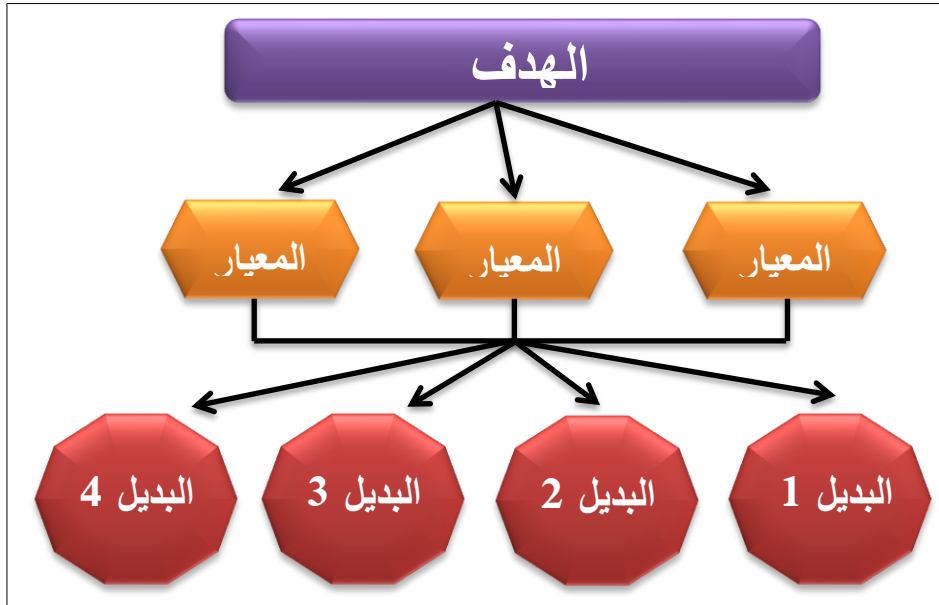 الهدف
المعيار
المعيار
المعيار
البديل 1
البديل 2
البديل 3
البديل 4